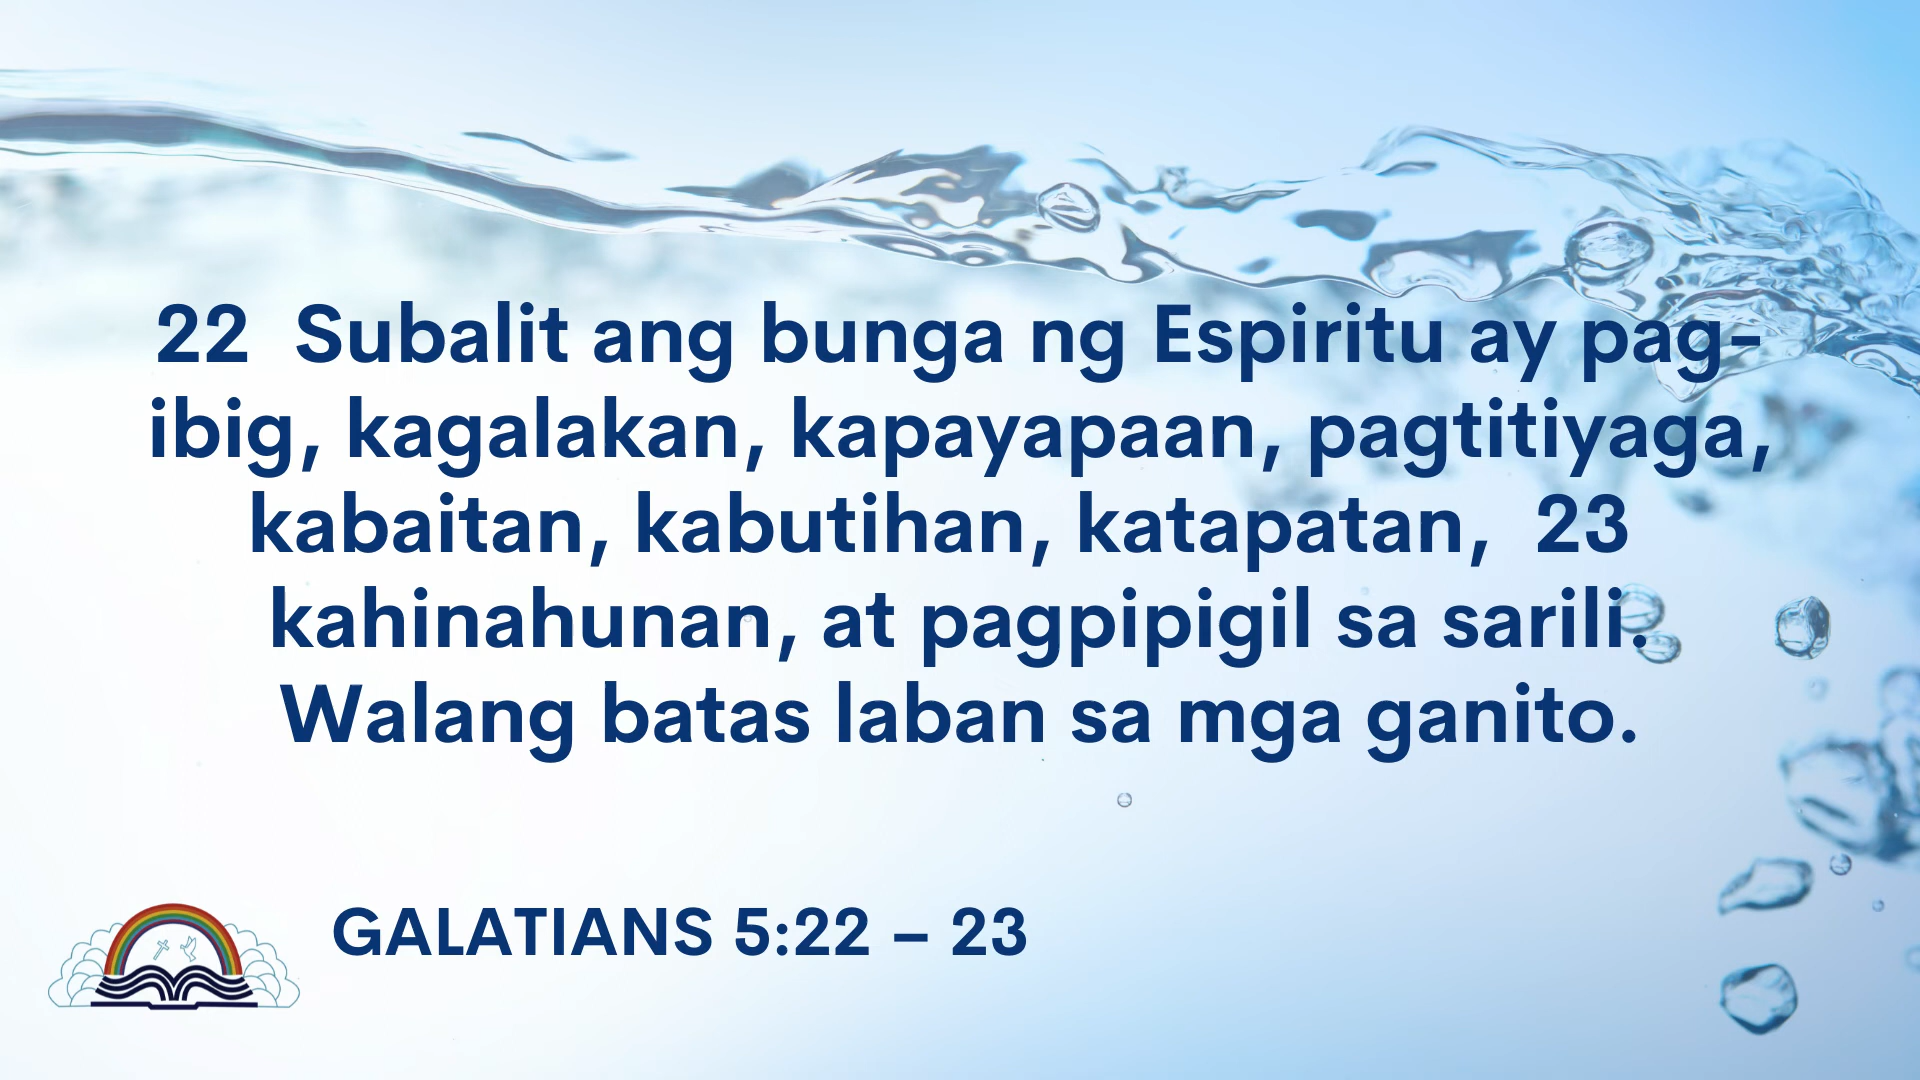 22  Subalit ang bunga ng Espiritu ay pag-
ibig, kagalakan, kapayapaan, pagtitiyaga,
kabaitan, kabutihan, katapatan,  23
kahinahunan, at pagpipigil sa sarili.
Walang batas laban sa mga ganito.
GALATIANS 5:22 – 23